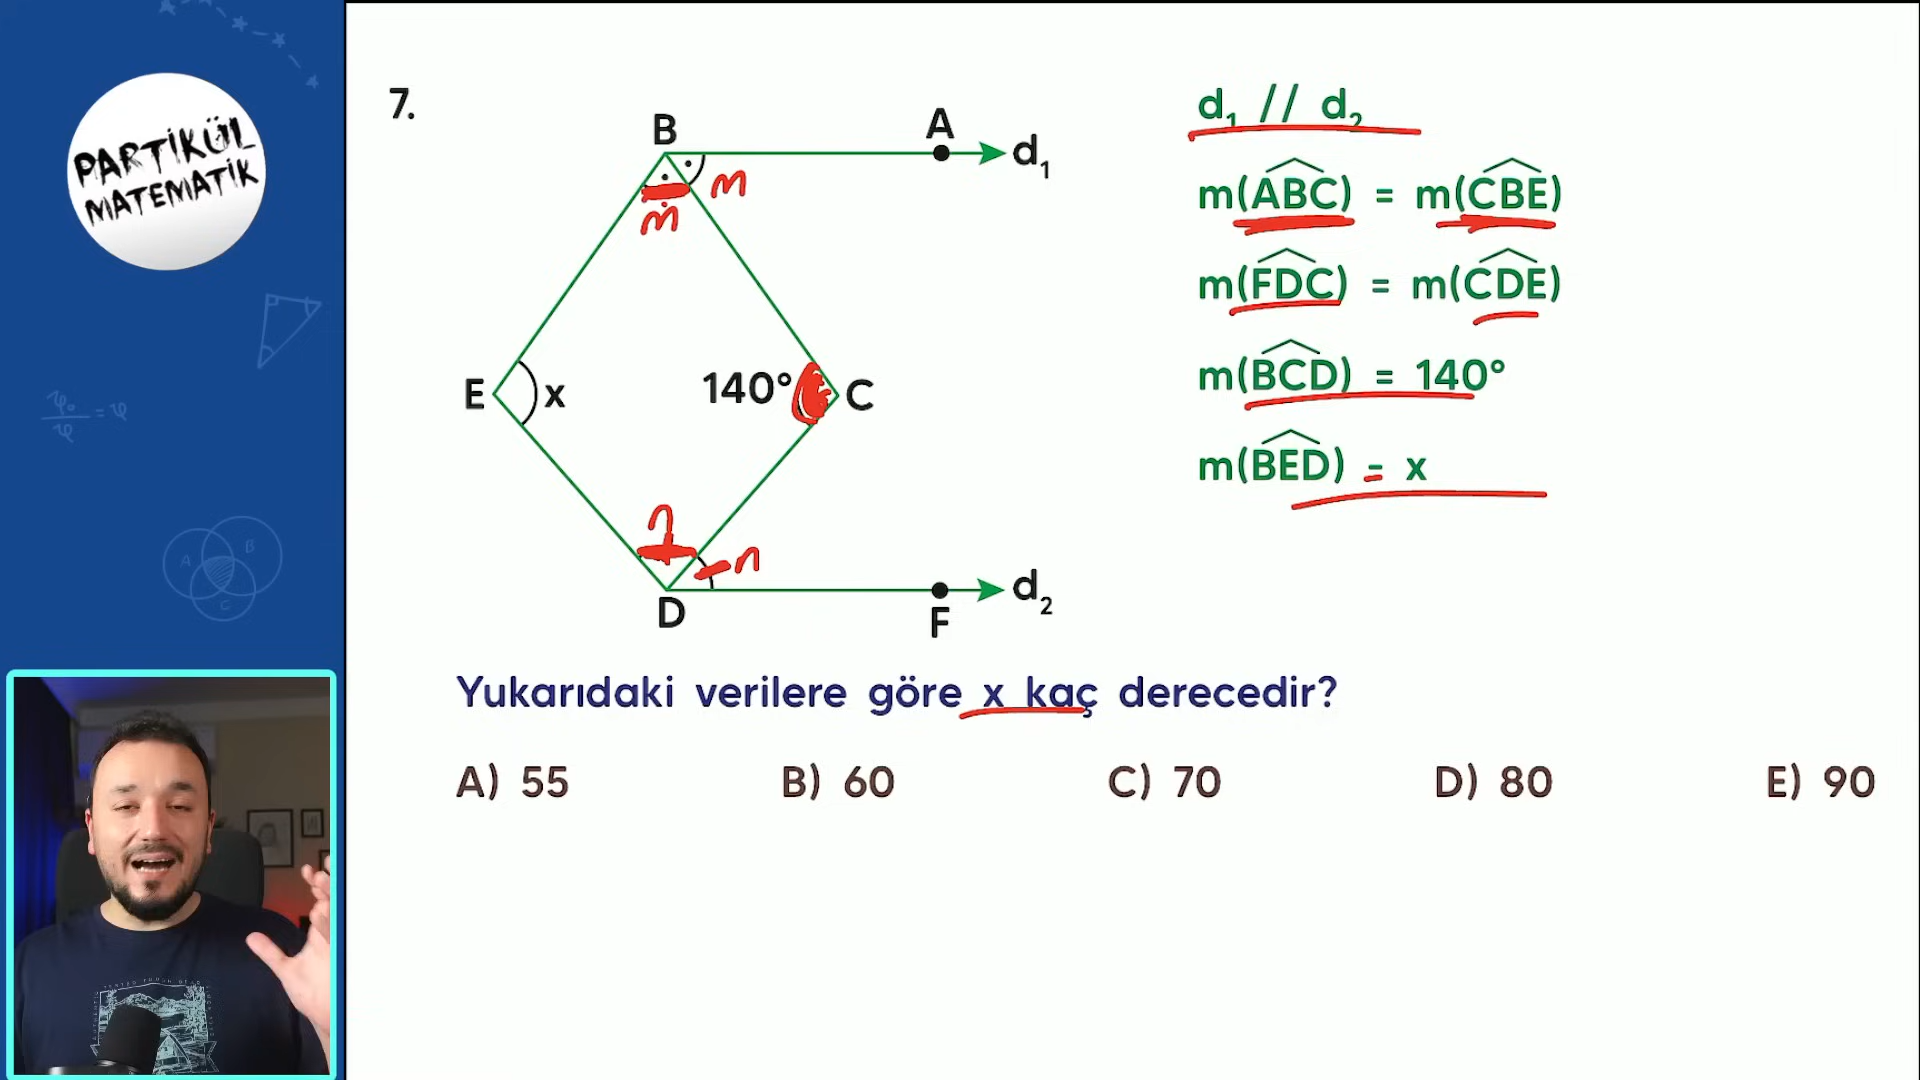 PARTİKÜL
MATEMATİK
7.
B
A
d₁
m
m
E
x
140°
C
n
n
D
F
d₂
d₁ // d₂
m(ABC) = m(CBE)
m(FDC) = m(CDE)
m(BCD) = 140°
m(BED) = x
Yukarıdaki verilere göre x kaç derecedir?
A) 55 B) 60 C) 70 D) 80 E) 90
A
B
C